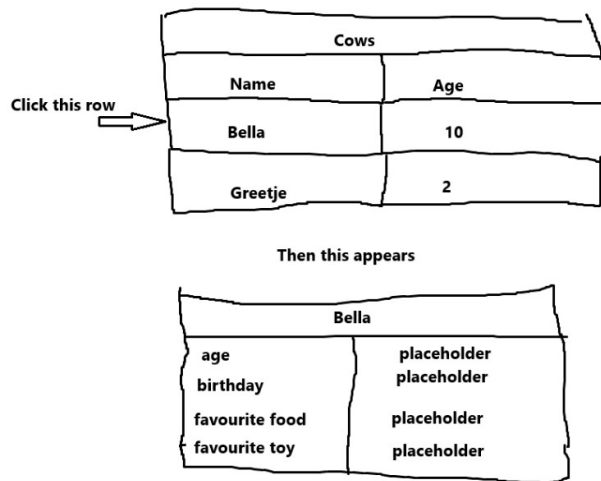 Cows
Name Age
Click this row
Bella 10
Greetje 2
Then this appears
Bella
age placeholder
birthday placeholder
favourite food placeholder
favourite toy placeholder